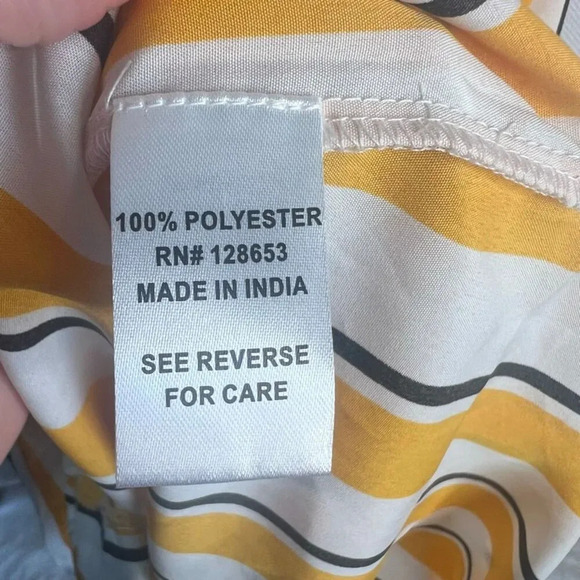 100% POLYESTER
RN# 128653
MADE IN INDIA
SEE REVERSE
FOR CARE